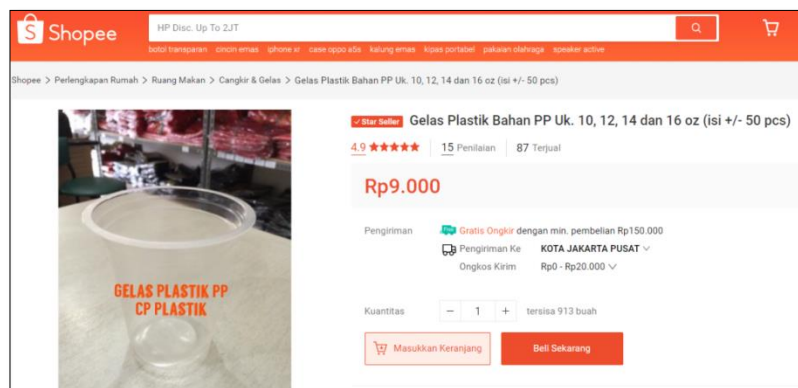 Shopee
HP Disc. Up To 2JT
botol transparan cincin emas iphone xr case oppo a5s kalung emas kipas portabel pakaian olahraga speaker active
Shopee > Perlengkapan Rumah > Ruang Makan > Cangkir & Gelas > Gelas Plastik Bahan PP Uk. 10, 12, 14 dan 16 oz (isi +/- 50 pcs)
Star Seller Gelas Plastik Bahan PP Uk. 10, 12, 14 dan 16 oz (isi +/- 50 pcs)
4.9 15 Penilaian 87 Terjual
Rp9.000
Pengiriman Gratis Ongkir dengan min. pembelian Rp150.000
Pengiriman Ke KOTA JAKARTA PUSAT
Ongkos Kirim Rp0 - Rp20.000
GELAS PLASTIK PP
CP PLASTIK
Kuantitas - 1 + tersisa 913 buah
Masukkan Keranjang Beli Sekarang